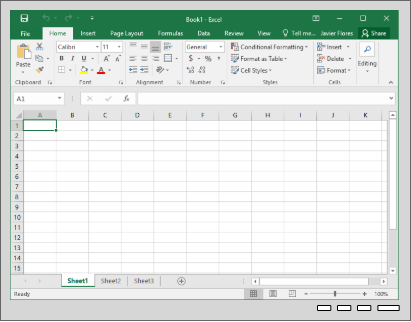 Book1 - Excel
File Home Insert Page Layout Formulas Data Review View Tell me... Javier Flores Share
Calibri 11 General Conditional Formatting Insert
Paste B I U A A $ % , Format as Table Delete Editing
Cell Styles Format
Clipboard Font Alignment Number Styles Cells
A1 fx
A B C D E F G H I J K
1
2
3
4
5
6
7
8
9
10
11
12
13
14
15
Sheet1 Sheet2 Sheet3
Ready 100%